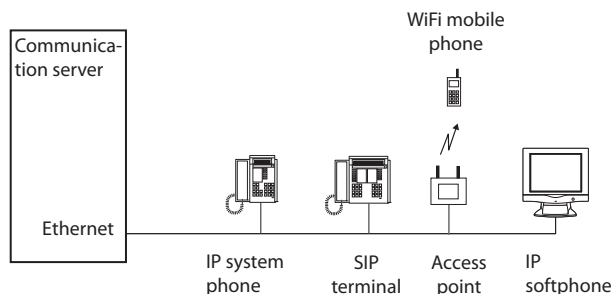 WiFi mobile
phone
Communica-
tion server
Ethernet
IP system
phone
SIP
terminal
Access
point
IP
softphone